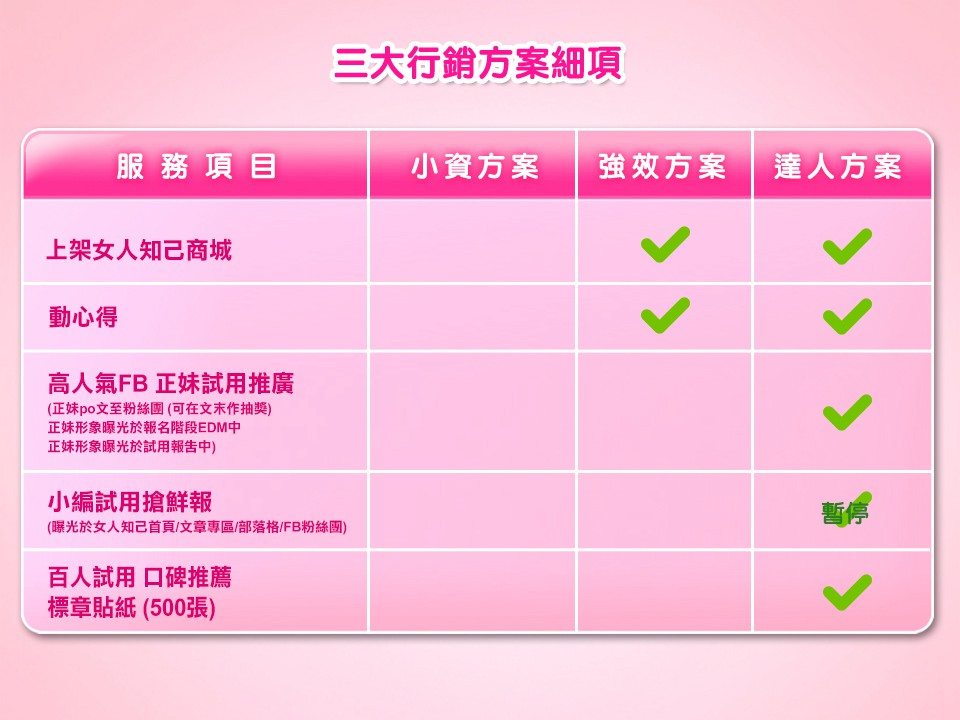 三大行銷方案細項
服務項目 小資方案 強效方案 達人方案
上架女人知己商城
動心得
高人氣FB 正妹試用推廣
(正妹po文至粉絲團 (可在文末作抽獎)
正妹形象曝光於報名階段EDM中
正妹形象曝光於試用報告中)
小編試用搶鮮報
(曝光於女人知己首頁/文章專區/部落格/FB粉絲團)
暫停
百人試用 口碑推薦
標章貼紙 (500張)